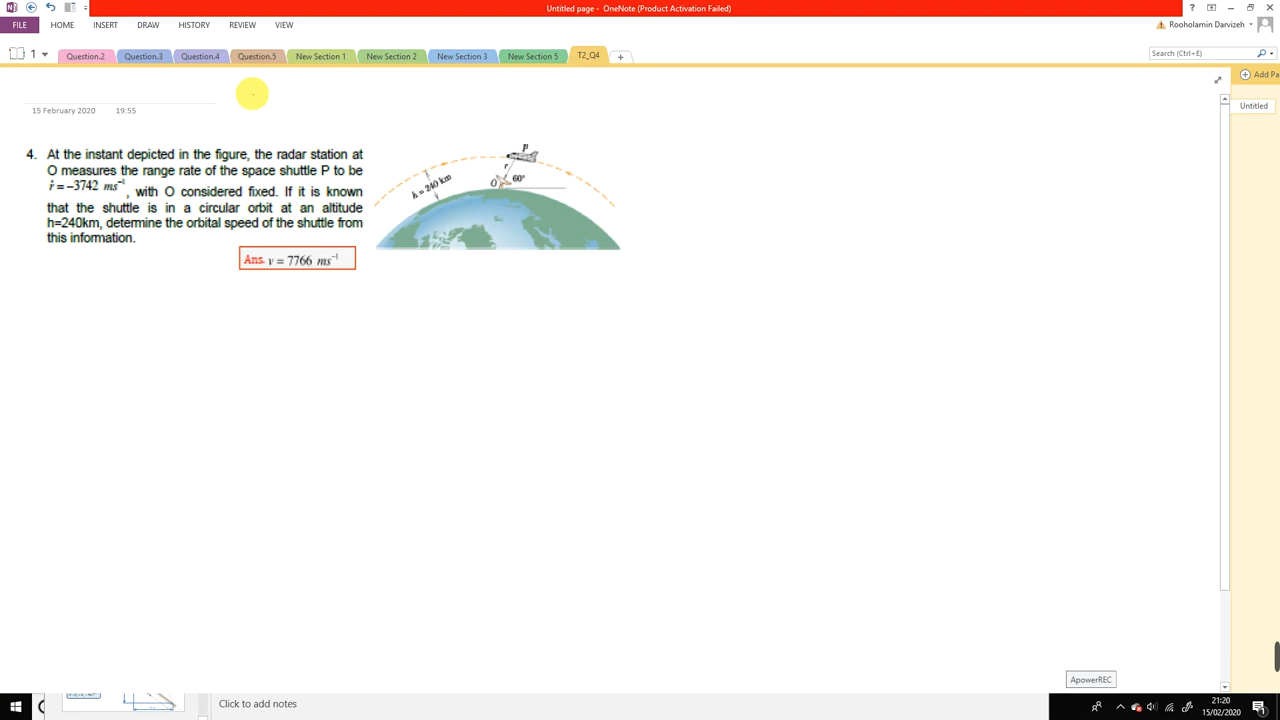 Untitled page - OneNote (Product Activation Failed)
FILE HOME INSERT DRAW HISTORY REVIEW VIEW
Rooholamin Darvizeh
1 Question.2 Question.3 Question.4 Question.5 New Section 1 New Section 2 New Section 3 New Section 5 T2_Q4 +
Search (Ctrl+E)
Add Pa
Untitled
15 February 2020 19:55
4. At the instant depicted in the figure, the radar station at
O measures the range rate of the space shuttle P to be
ṙ = −3742 ms⁻¹, with O considered fixed. If it is known
that the shuttle is in a circular orbit at an altitude
h=240km, determine the orbital speed of the shuttle from
this information.
Ans. v = 7766 ms⁻¹
P
r
O 60°
h = 240 km
ApowerREC
Click to add notes
21:20
15/02/2020
1